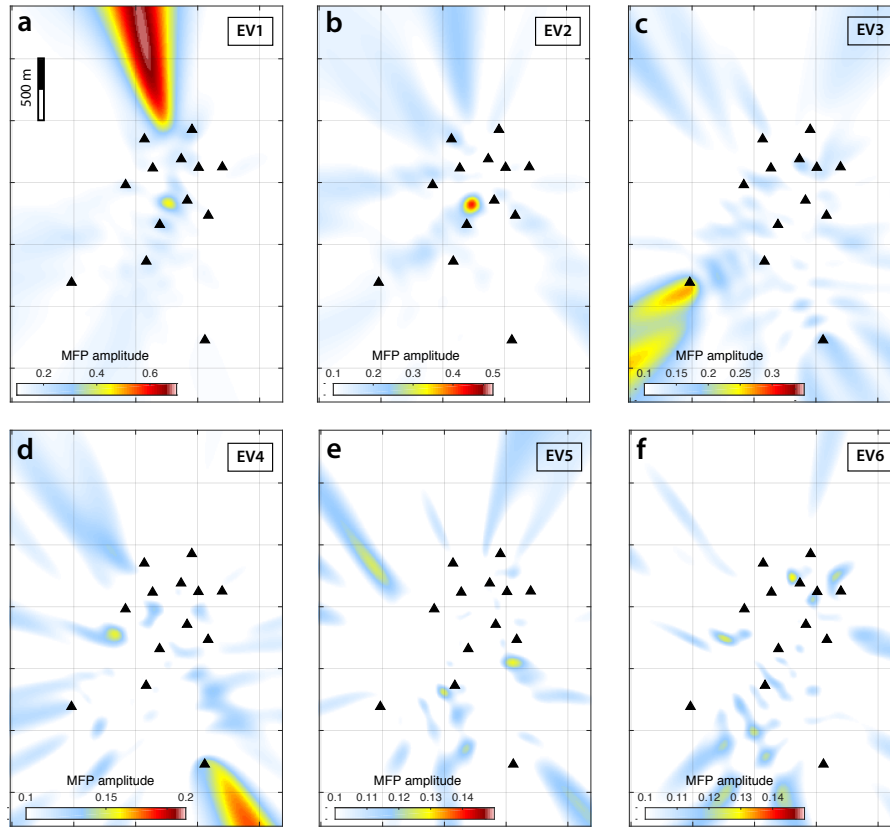 a
EV1
500 m
MFP amplitude
0.2 0.4 0.6
b
EV2
MFP amplitude
0.1 0.2 0.3 0.4 0.5
c
EV3
MFP amplitude
0.1 0.15 0.2 0.25 0.3
d
EV4
MFP amplitude
0.1 0.15 0.2
e
EV5
MFP amplitude
0.1 0.11 0.12 0.13 0.14
f
EV6
MFP amplitude
0.1 0.11 0.12 0.13 0.14